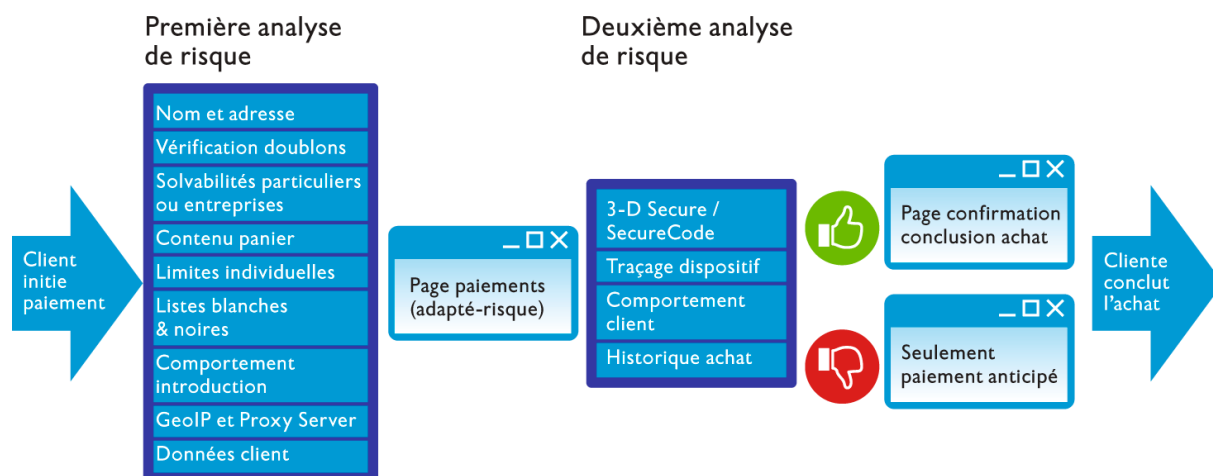 Première analyse
de risque
Deuxième analyse
de risque
Client
initie
paiement
Nom et adresse
Vérification doublons
Solvabilités particuliers
ou entreprises
Contenu panier
Limites individuelles
Listes blanches
& noires
Comportement
introduction
GeoIP et Proxy Server
Données client
Page paiements
(adapté-risque)
3-D Secure /
SecureCode
Traçage dispositif
Comportement
client
Historique achat
Page confirmation
conclusion achat
Seulement
paiement anticipé
Cliente
conclut
l’achat